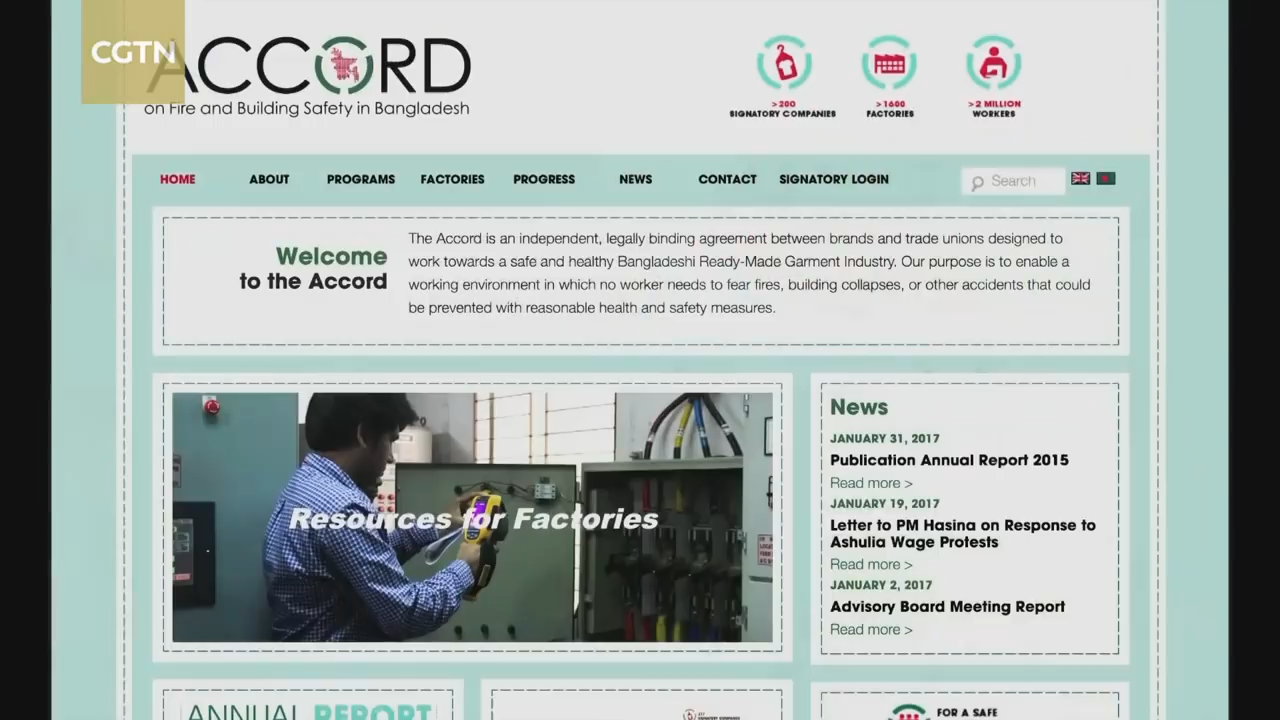 CGTN
ACCORD
on Fire and Building Safety in Bangladesh
>200
SIGNATORY COMPANIES
>1600
FACTORIES
>2 MILLION
WORKERS
HOME ABOUT PROGRAMS FACTORIES PROGRESS NEWS CONTACT SIGNATORY LOGIN Search
Welcome
to the Accord
The Accord is an independent, legally binding agreement between brands and trade unions designed to
work towards a safe and healthy Bangladeshi Ready-Made Garment Industry. Our purpose is to enable a
working environment in which no worker needs to fear fires, building collapses, or other accidents that could
be prevented with reasonable health and safety measures.
Resources for Factories
News
JANUARY 31, 2017
Publication Annual Report 2015
Read more >
JANUARY 19, 2017
Letter to PM Hasina on Response to
Ashulia Wage Protests
Read more >
JANUARY 2, 2017
Advisory Board Meeting Report
Read more >
ANNUAL REPORT
FOR A SAFE